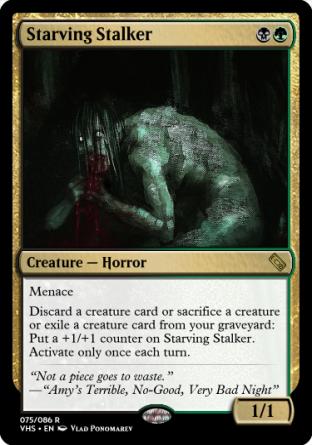 Starving Stalker
Creature — Horror
Menace
Discard a creature card or sacrifice a creature
or exile a creature card from your graveyard:
Put a +1/+1 counter on Starving Stalker.
Activate only once each turn.
“Not a piece goes to waste.”
—“Amy’s Terrible, No-Good, Very Bad Night”
1/1
075/086 R
VHS • EN Vlad Ponomarev